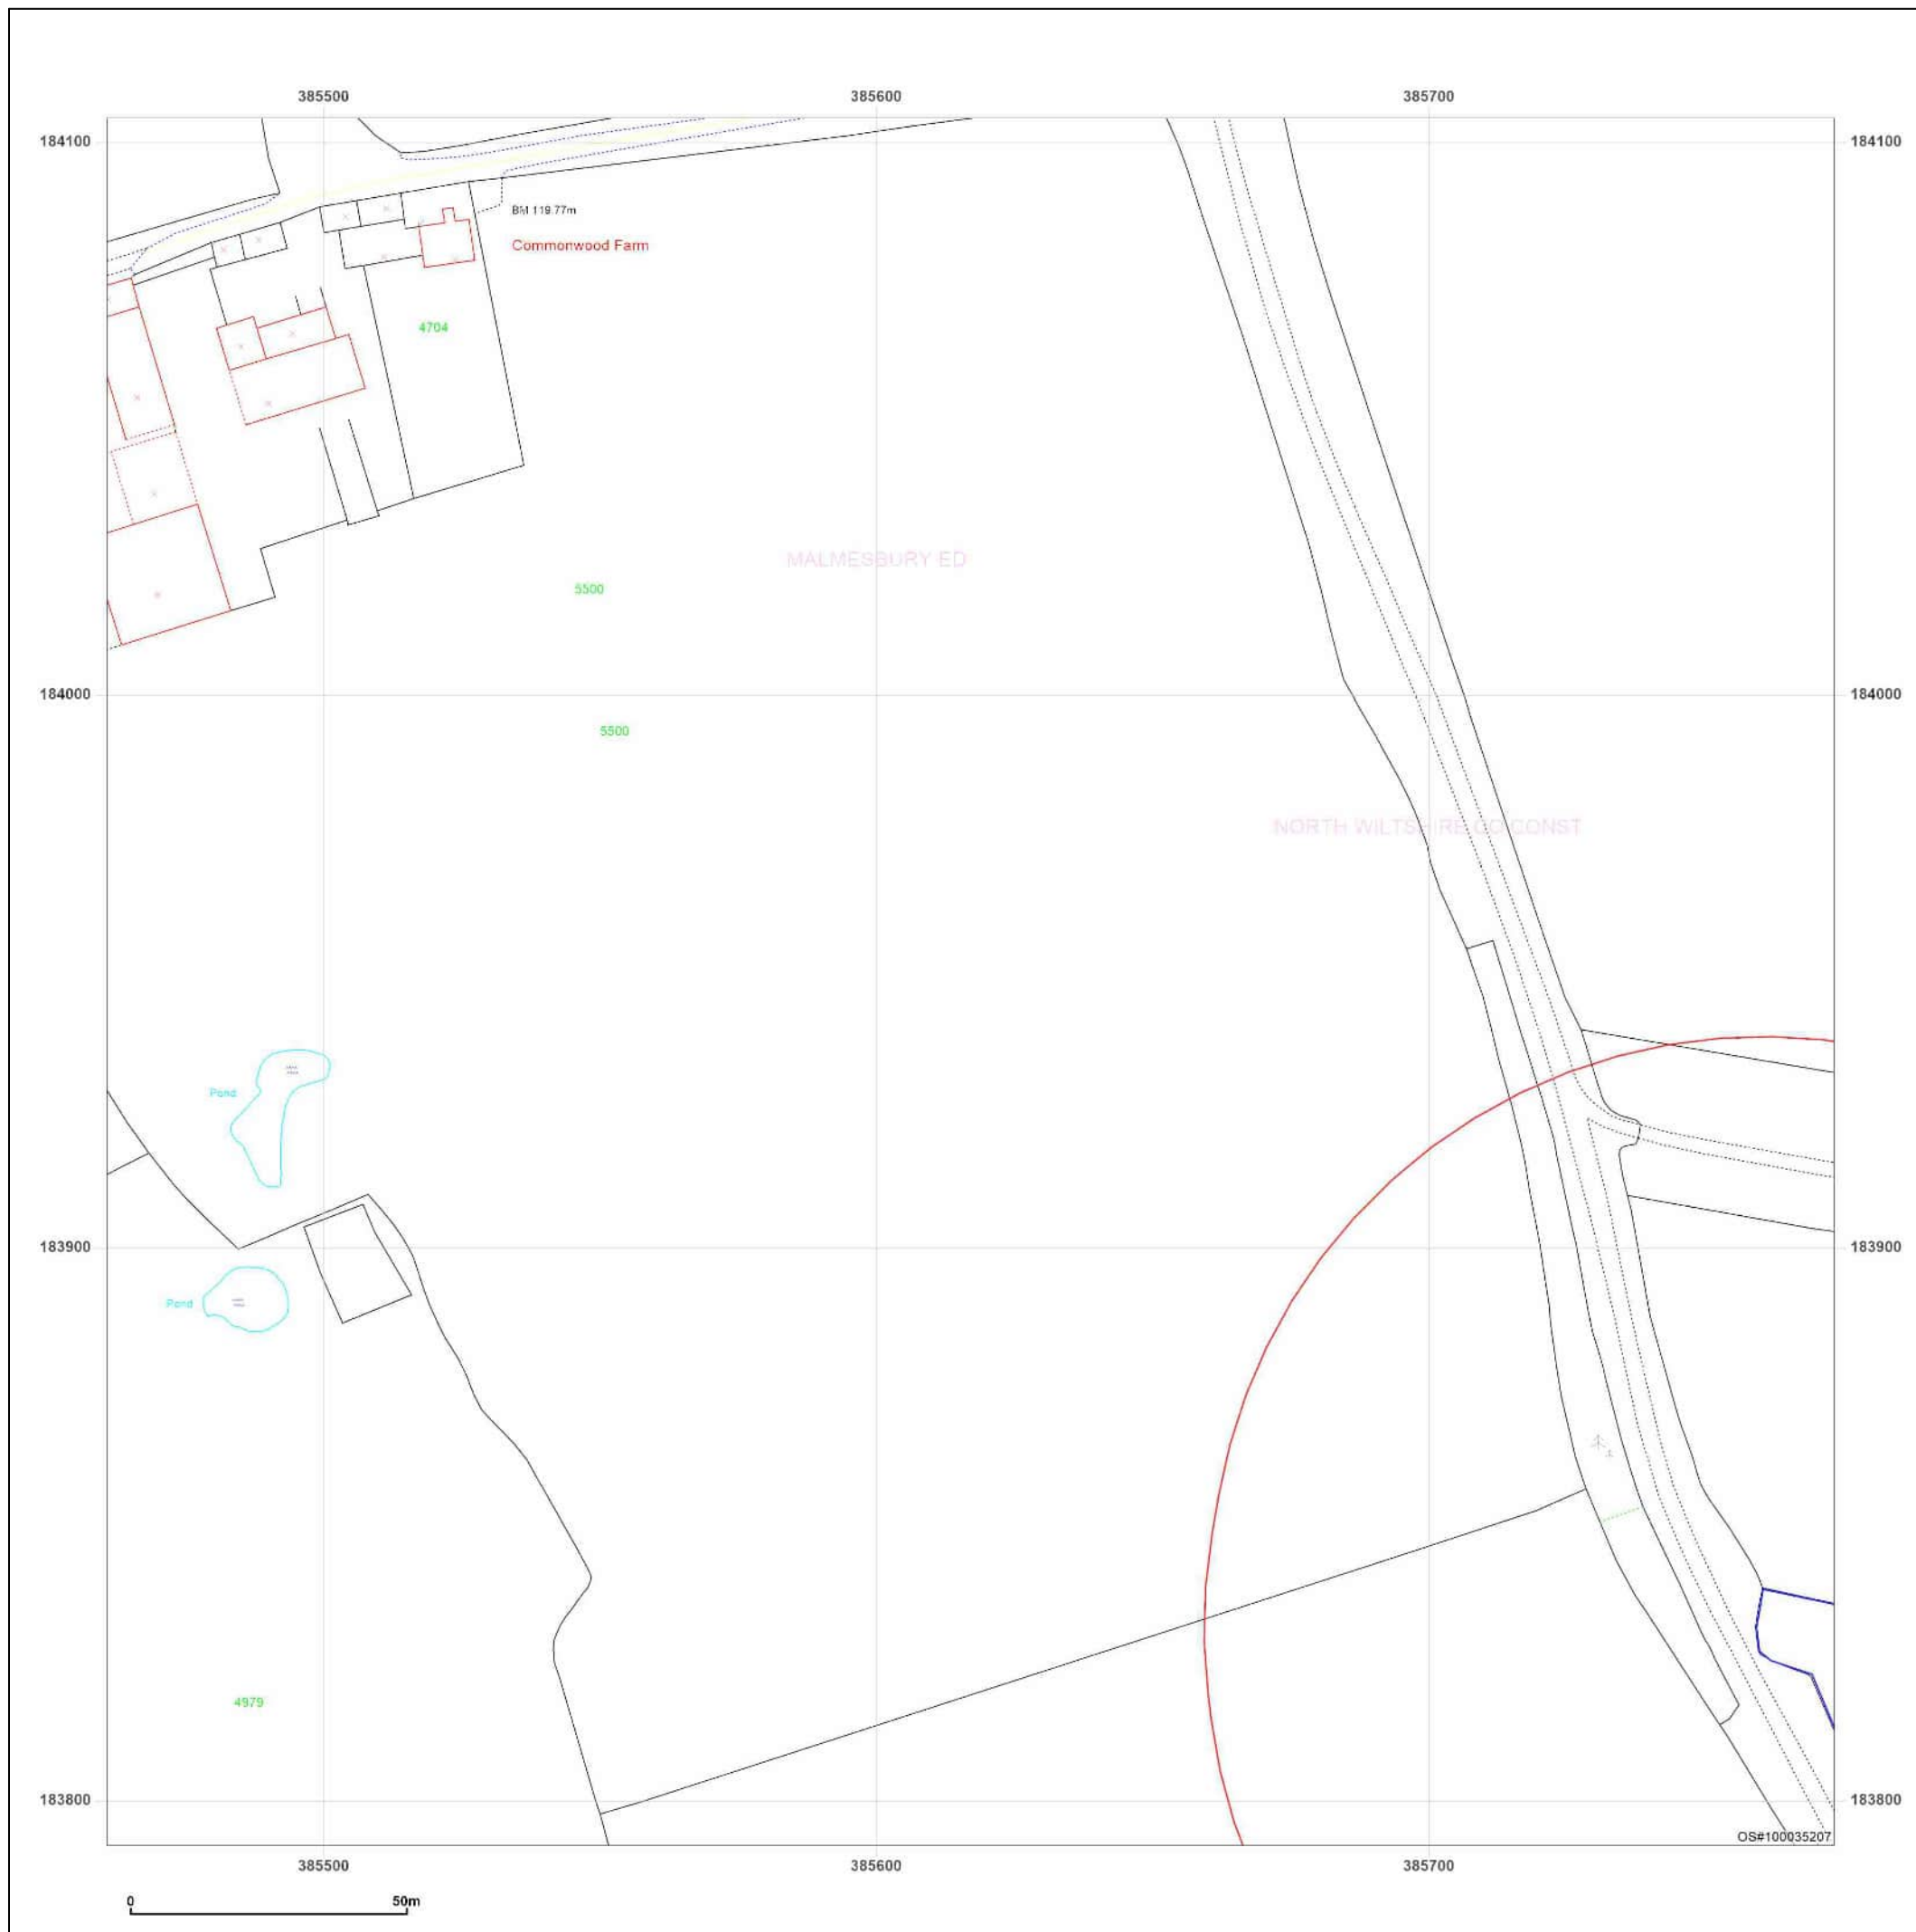 385500 385600 385700
184100 184100
BM 119.77m
Commonwood Farm
4704
MALMESBURY ED
5500
184000 184000
5500
NORTH WILTSHIRE CO CONST
Pond
183900 183900
Pond
4979
183800 183800
OS#100035207
385500 385600 385700
0 50m